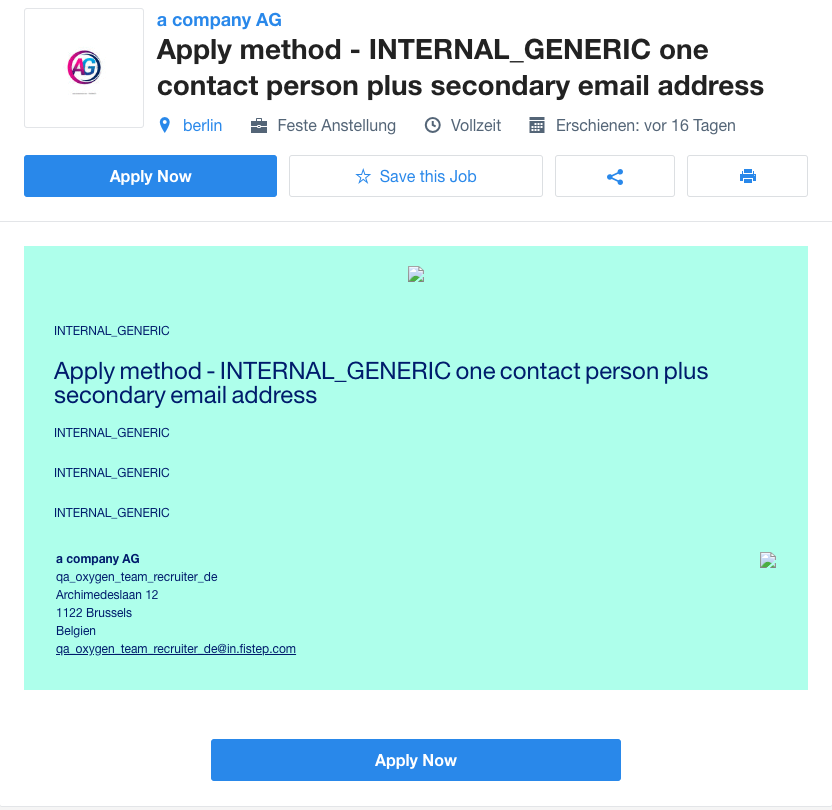 a company AG
AG
Apply method - INTERNAL_GENERIC one
contact person plus secondary email address
berlin
Feste Anstellung
Vollzeit
Erschienen: vor 16 Tagen
Apply Now
Save this Job
INTERNAL_GENERIC
Apply method - INTERNAL_GENERIC one contact person plus
secondary email address
INTERNAL_GENERIC
INTERNAL_GENERIC
INTERNAL_GENERIC
a company AG
qa_oxygen_team_recruiter_de
Archimedeslaan 12
1122 Brussels
Belgien
qa_oxygen_team_recruiter_de@in.fistep.com
Apply Now